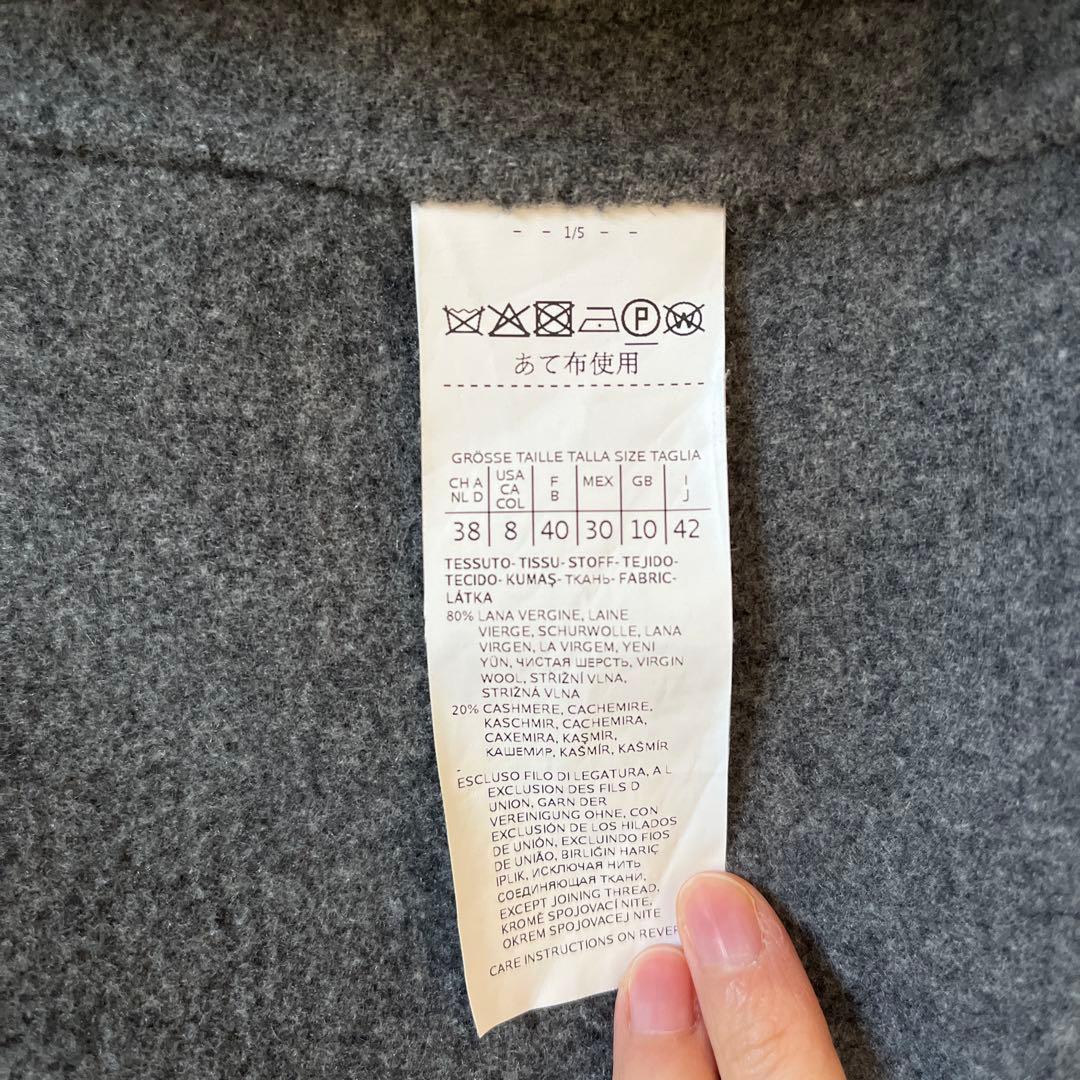 - - 1/5 - -
P W
あて布使用
GRÖSSE TAILLE TALLA SIZE TAGLIA
CH A NL D | USA CA COL | F B | MEX | GB | I J
38 | 8 | 40 | 30 | 10 | 42
TESSUTO-TISSU-STOFF-TEJIDO-
TECIDO-KUMAŞ-ТКАНЬ-FABRIC-
LÁTKA
80% LANA VERGINE, LAINE
VIERGE, SCHURWOLLE, LANA
VIRGEN, LA VIRGEM, YENI
YÜN, ЧИСТАЯ ШЕРСТЬ, VIRGIN
WOOL, STŘIŽNÍ VLNA,
STRIŽNÁ VLNA
20% CASHMERE, CACHEMIRE,
KASCHMIR, CACHEMIRA,
CAXEMIRA, KAŞMİR,
КАШЕМИР, KAŠMÍR, KAŠMÍR
-
ESCLUSO FILO DI LEGATURA, A L
EXCLUSION DES FILS D
UNION, GARN DER
VEREINIGUNG OHNE, CON
EXCLUSIÓN DE LOS HILADOS
DE UNIÓN, EXCLUINDO FIOS
DE UNIÃO, BIRLIĞIN HARIÇ
IPLIK, ИСКЛЮЧАЯ НИТЬ
СОЕДИНЯЮЩАЯ ТКАНИ,
EXCEPT JOINING THREAD,
KROMĚ SPOJOVACÍ NITE,
OKREM SPOJOVACEJ NITE
CARE INSTRUCTIONS ON